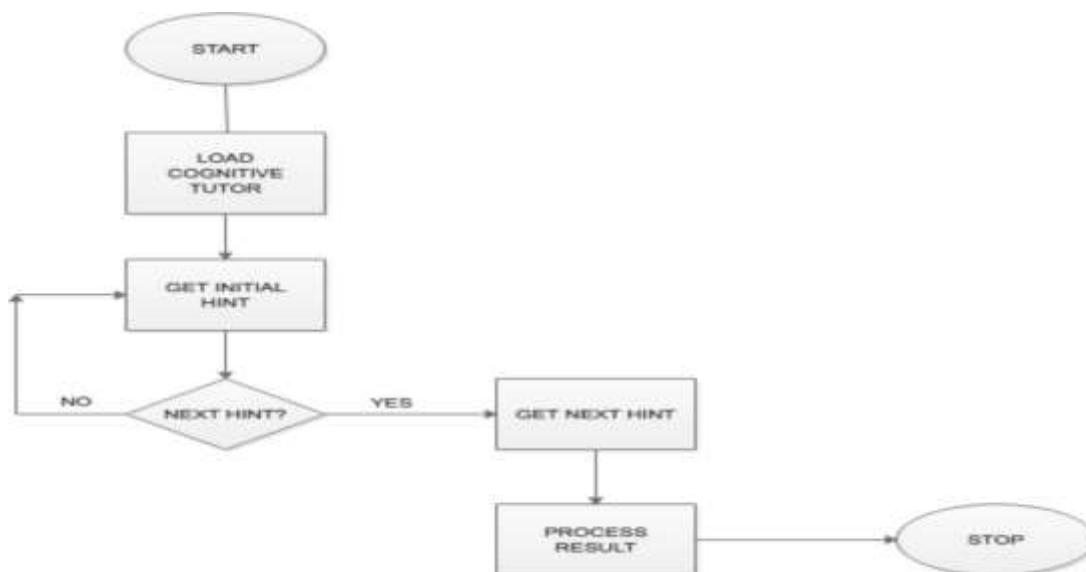 START
LOAD
COGNITIVE
TUTOR
GET INITIAL
HINT
NO
NEXT HINT?
YES
GET NEXT HINT
PROCESS
RESULT
STOP